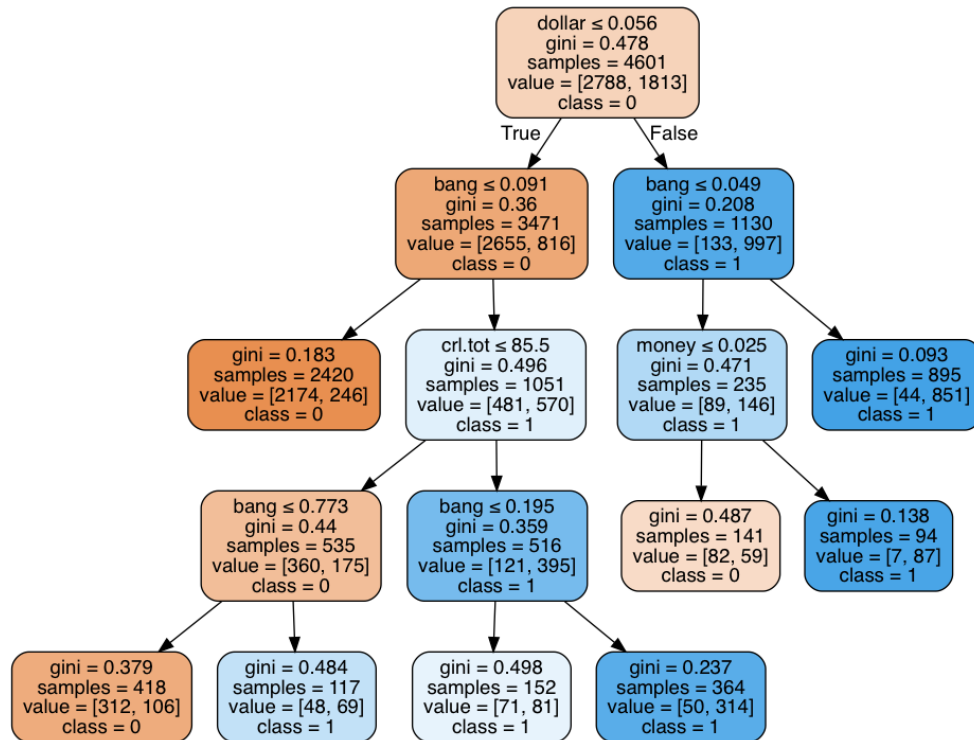 dollar ≤ 0.056
gini = 0.478
samples = 4601
value = [2788, 1813]
class = 0
True
False
bang ≤ 0.091
gini = 0.36
samples = 3471
value = [2655, 816]
class = 0
bang ≤ 0.049
gini = 0.208
samples = 1130
value = [133, 997]
class = 1
gini = 0.183
samples = 2420
value = [2174, 246]
class = 0
crl.tot ≤ 85.5
gini = 0.496
samples = 1051
value = [481, 570]
class = 1
money ≤ 0.025
gini = 0.471
samples = 235
value = [89, 146]
class = 1
gini = 0.093
samples = 895
value = [44, 851]
class = 1
bang ≤ 0.773
gini = 0.44
samples = 535
value = [360, 175]
class = 0
bang ≤ 0.195
gini = 0.359
samples = 516
value = [121, 395]
class = 1
gini = 0.487
samples = 141
value = [82, 59]
class = 0
gini = 0.138
samples = 94
value = [7, 87]
class = 1
gini = 0.379
samples = 418
value = [312, 106]
class = 0
gini = 0.484
samples = 117
value = [48, 69]
class = 1
gini = 0.498
samples = 152
value = [71, 81]
class = 1
gini = 0.237
samples = 364
value = [50, 314]
class = 1